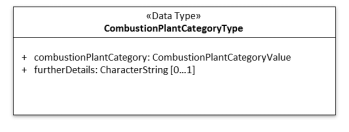 «Data Type»
CombustionPlantCategoryType
+ combustionPlantCategory: CombustionPlantCategoryValue
+ furtherDetails: CharacterString [0...1]